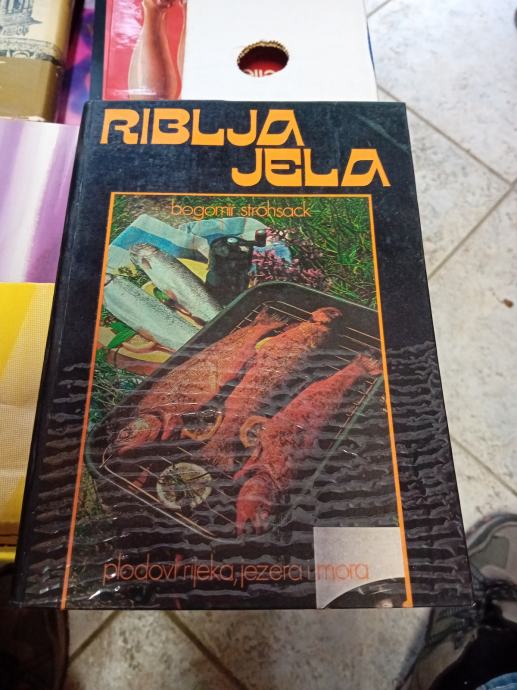 RIBLJA
JELA
bogomir strohsack
plodovi rijeka, jezera i mora